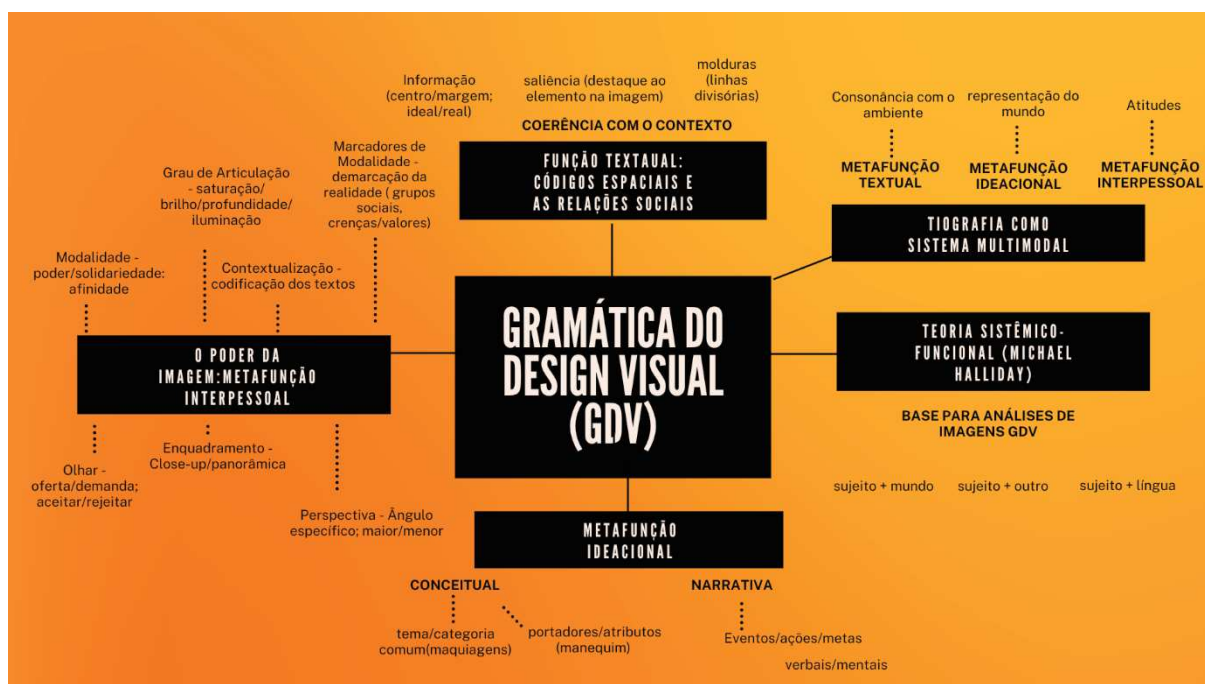 Informação
(centro/margem;
ideal/real)
saliência (destaque ao
elemento na imagem)
molduras
(linhas
divisórias)
COERÊNCIA COM O CONTEXTO
FUNÇÃO TEXTAUAL:
CÓDIGOS ESPACIAIS E
AS RELAÇÕES SOCIAIS
Consonância com o
ambiente
representação do
mundo
Atitudes
METAFUNÇÃO
TEXTUAL
METAFUNÇÃO
IDEACIONAL
METAFUNÇÃO
INTERPESSOAL
TIOGRAFIA COMO
SISTEMA MULTIMODAL
Marcadores de
Modalidade -
demarcação da
realidade ( grupos
sociais,
crenças/valores)
Grau de Articulação
- saturação/
brilho/profundidade/
iluminação
Modalidade -
poder/solidariedade:
afinidade
Contextualização -
codificação dos textos
O PODER DA
IMAGEM:METAFUNÇÃO
INTERPESSOAL
Olhar -
oferta/demanda;
aceitar/rejeitar
Enquadramento -
Close-up/panorâmica
Perspectiva - Ângulo
específico; maior/menor
GRAMÁTICA DO
DESIGN VISUAL
(GDV)
TEORIA SISTÊMICO-
FUNCIONAL (MICHAEL
HALLIDAY)
BASE PARA ANÁLISES DE
IMAGENS GDV
sujeito + mundo
sujeito + outro
sujeito + língua
METAFUNÇÃO
IDEACIONAL
CONCEITUAL
tema/categoria
comum(maquiagens)
portadores/atributos
(manequim)
NARRATIVA
Eventos/ações/metas
verbais/mentais